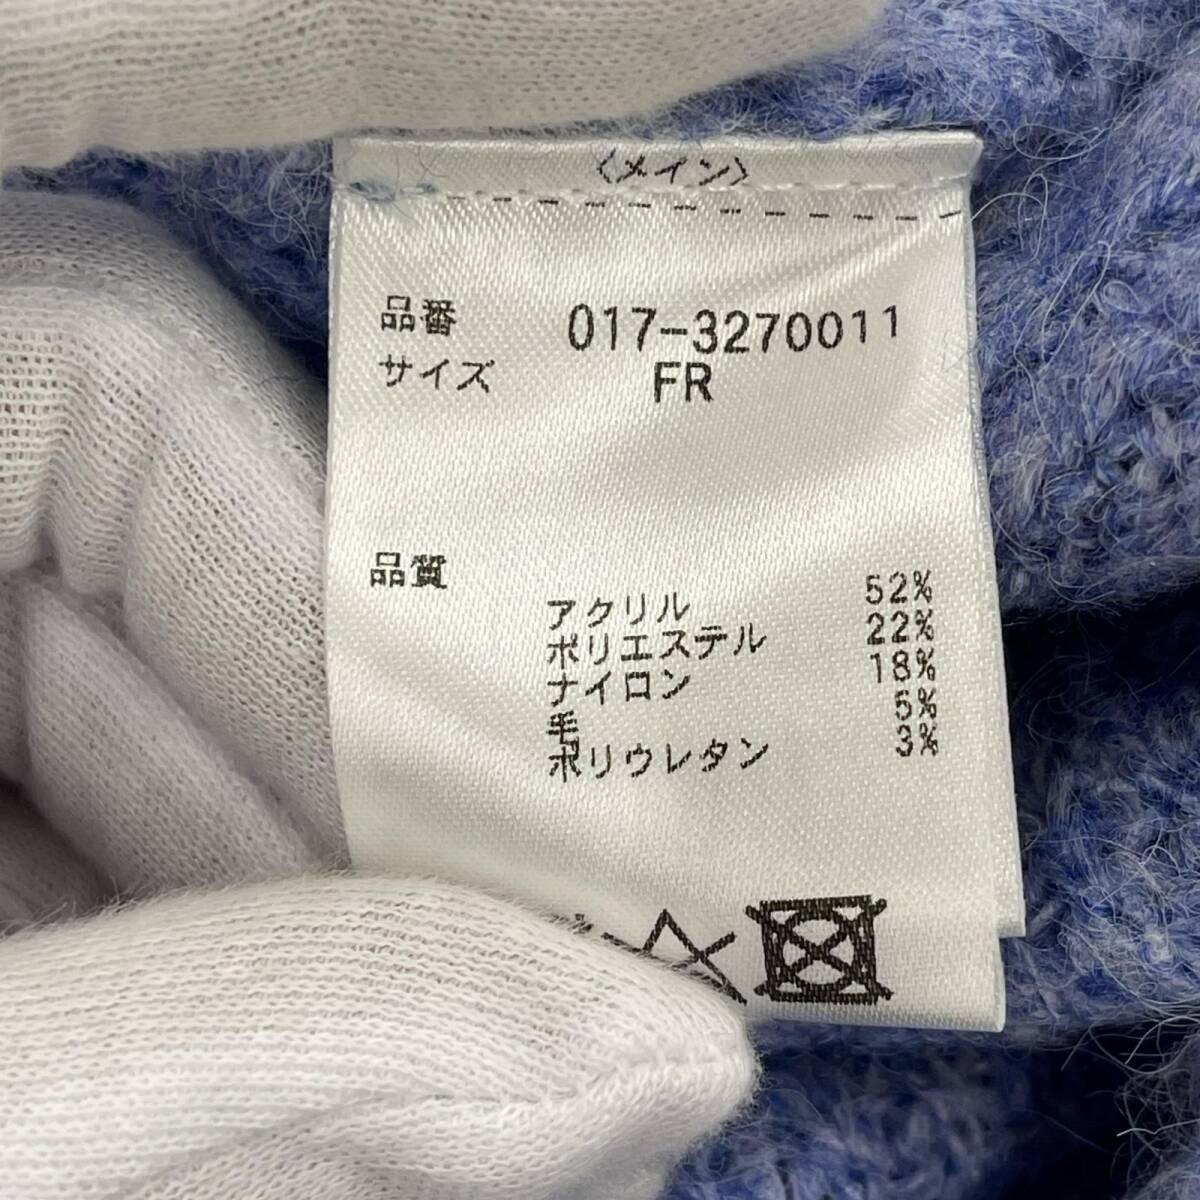 〈メイン〉
品番 017-3270011
サイズ FR
品質
アクリル 52%
ポリエステル 22%
ナイロン 18%
毛 5%
ポリウレタン 3%